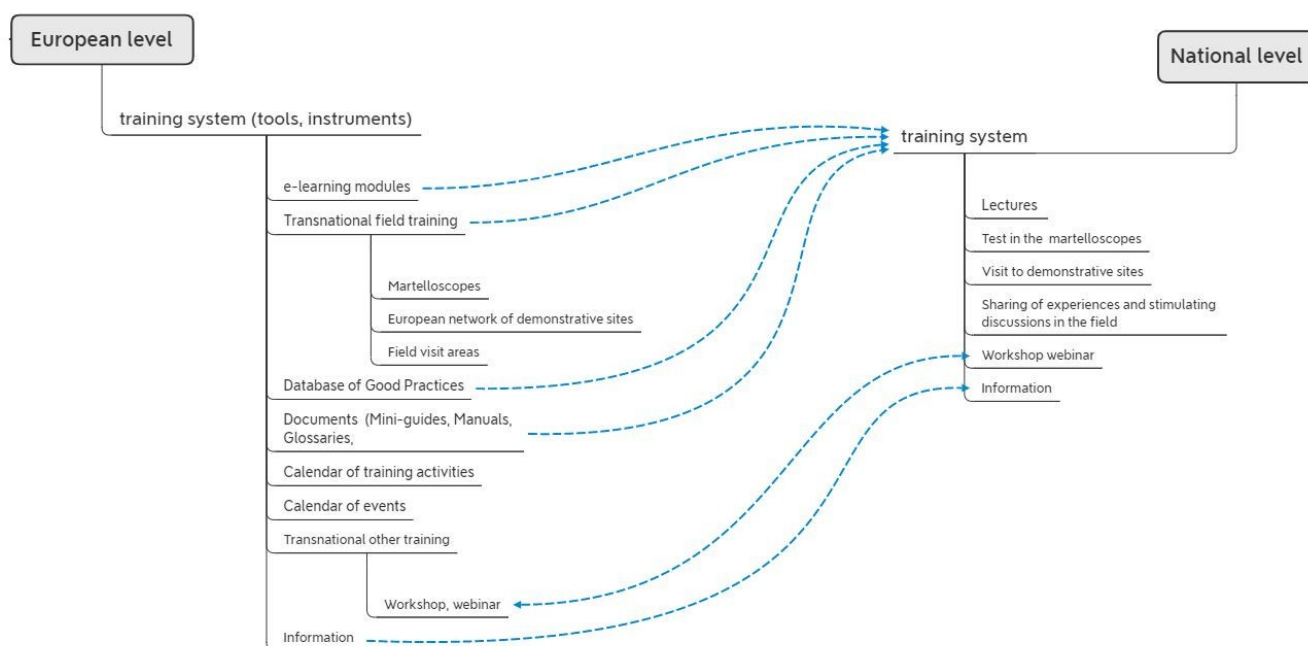 European level
training system (tools, instruments)
e-learning modules
Transnational field training
Martelloscopes
European network of demonstrative sites
Field visit areas
Database of Good Practices
Documents (Mini-guides, Manuals,
Glossaries,
Calendar of training activities
Calendar of events
Transnational other training
Workshop, webinar
Information
National level
training system
Lectures
Test in the martelloscopes
Visit to demonstrative sites
Sharing of experiences and stimulating
discussions in the field
Workshop webinar
Information